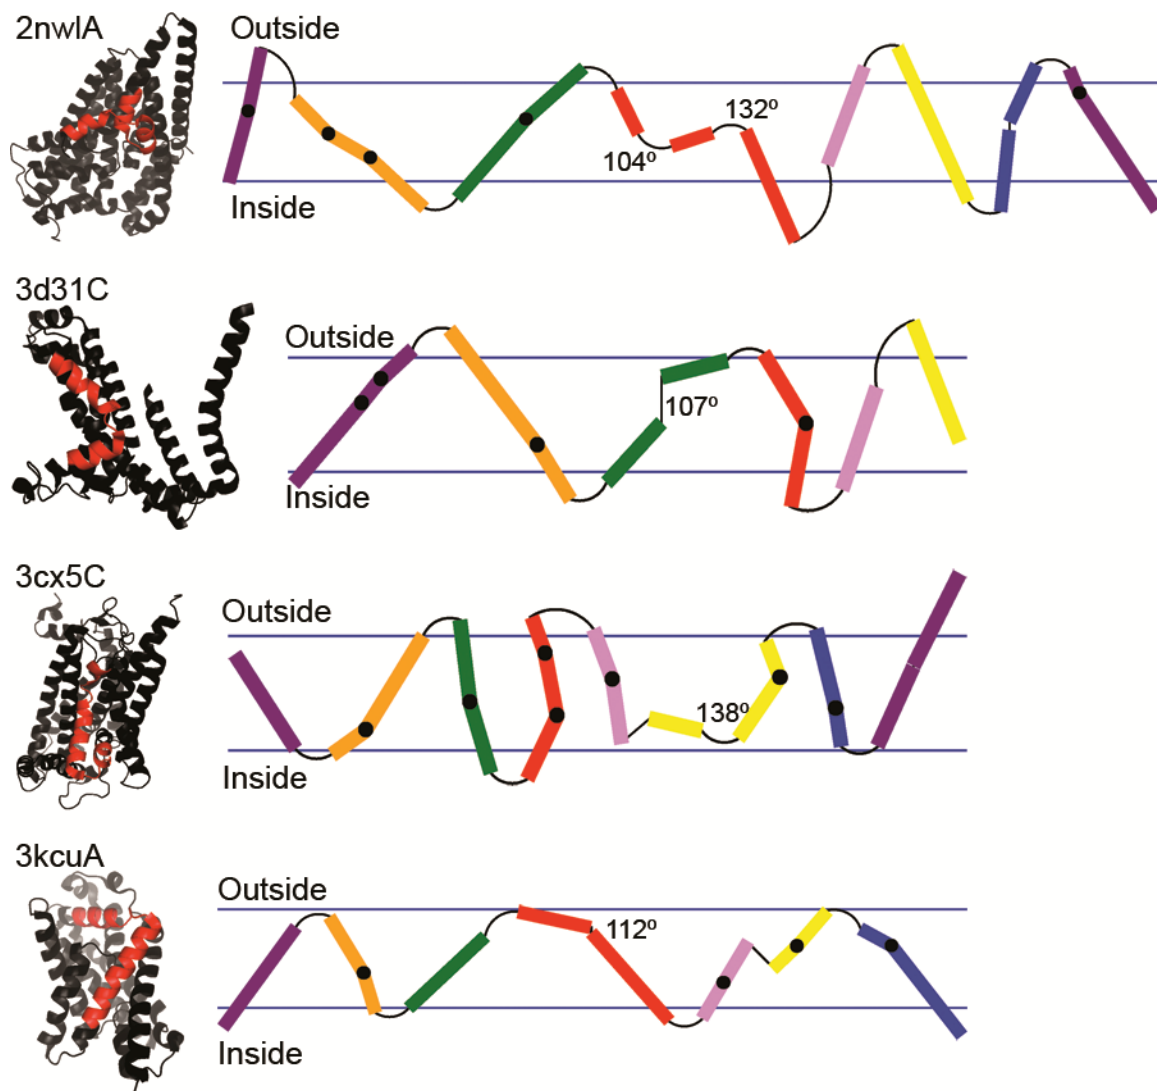 2nwlA
Outside
132º
104º
Inside
3d31C
Outside
107º
Inside
3cx5C
Outside
138º
Inside
3kcuA
Outside
112º
Inside